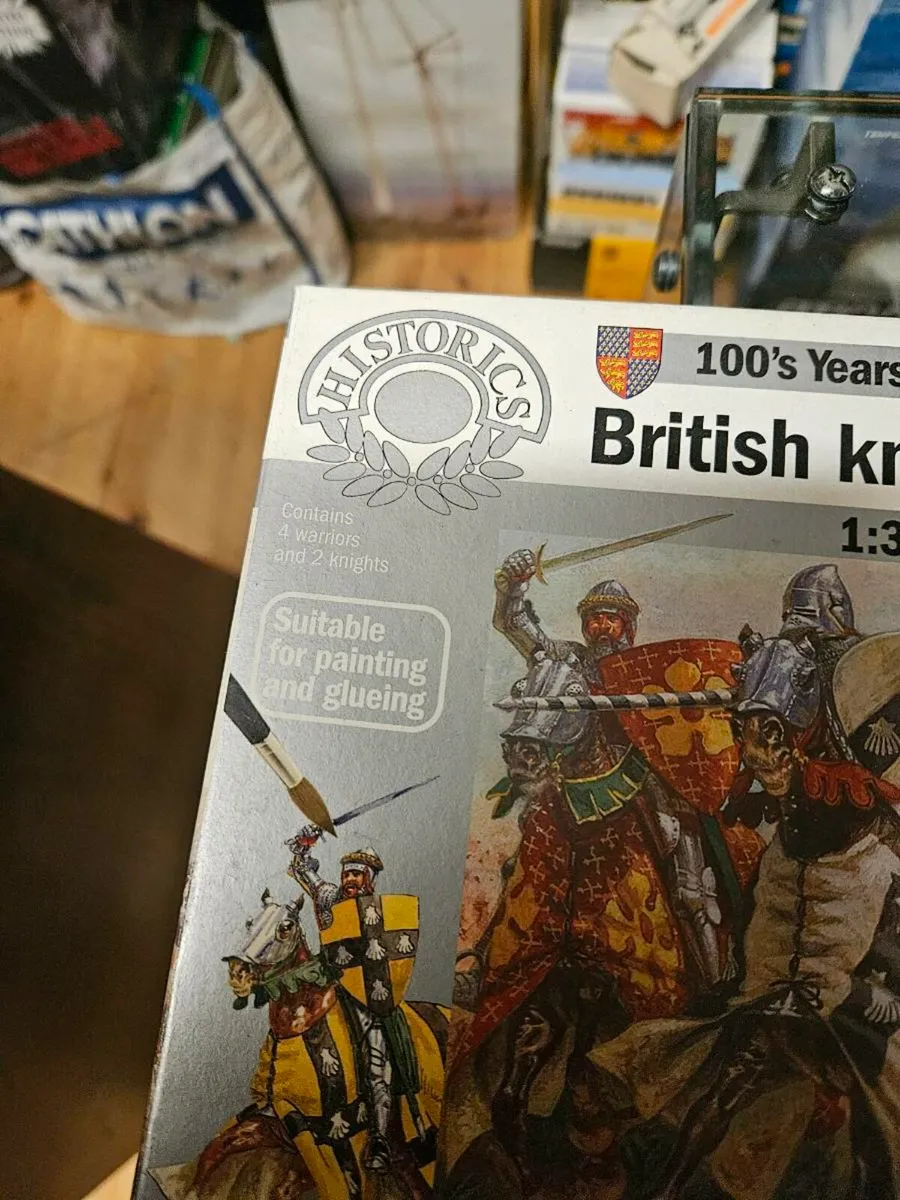 HISTORICS
100's Years
British kn
1:3
Contains
4 warriors
and 2 knights
Suitable
for painting
and glueing